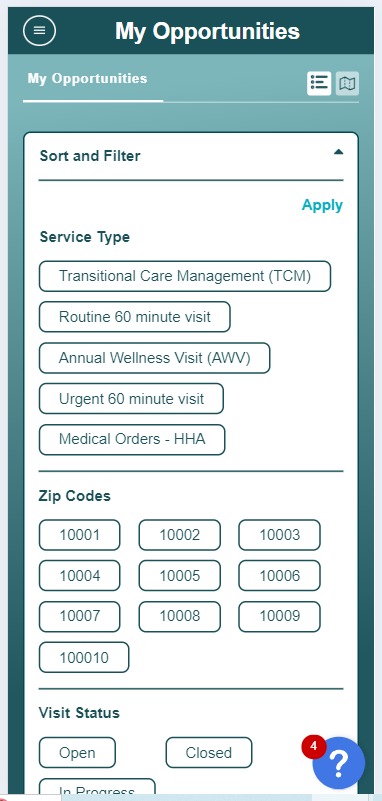 My Opportunities
My Opportunities
Sort and Filter
Apply
Service Type
Transitional Care Management (TCM)
Routine 60 minute visit
Annual Wellness Visit (AWV)
Urgent 60 minute visit
Medical Orders - HHA
Zip Codes
10001 10002 10003
10004 10005 10006
10007 10008 10009
100010
Visit Status
Open Closed
4
?
In Progress